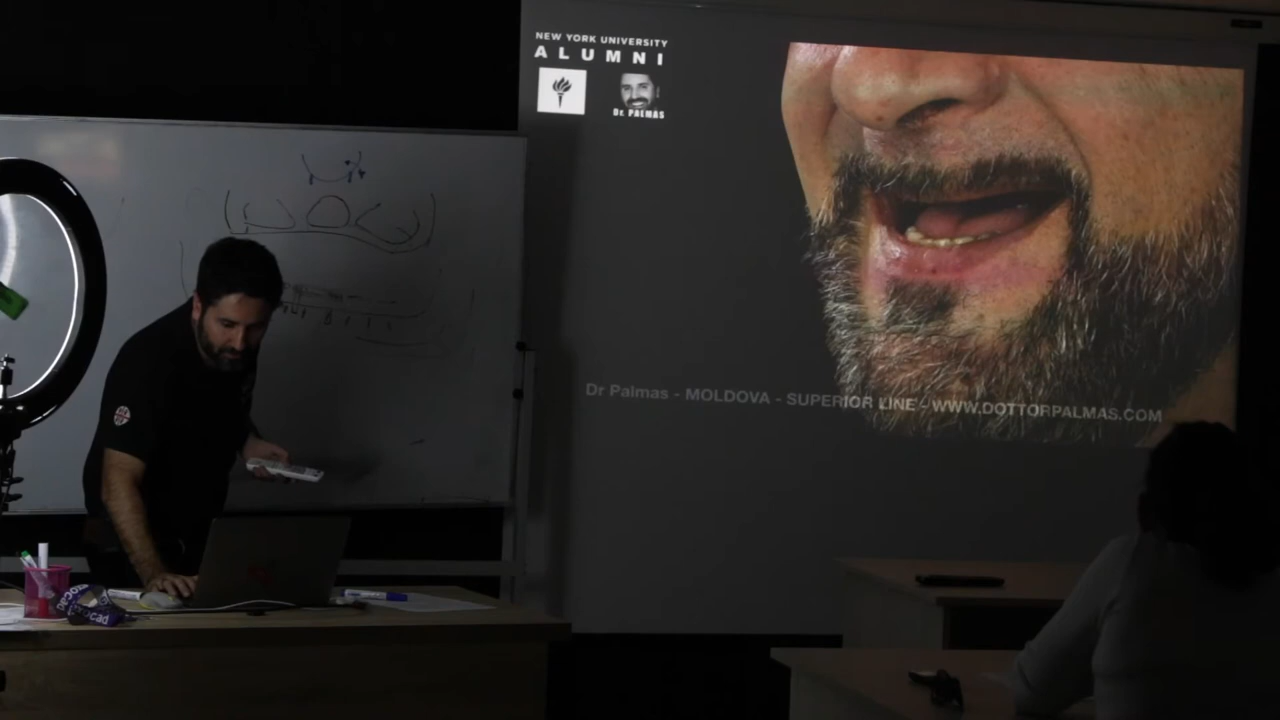 NEW YORK UNIVERSITY
ALUMNI
Dr. PALMAS
Dr Palmas - MOLDOVA - SUPERIOR LINE - WWW.DOTTORPALMAS.COM